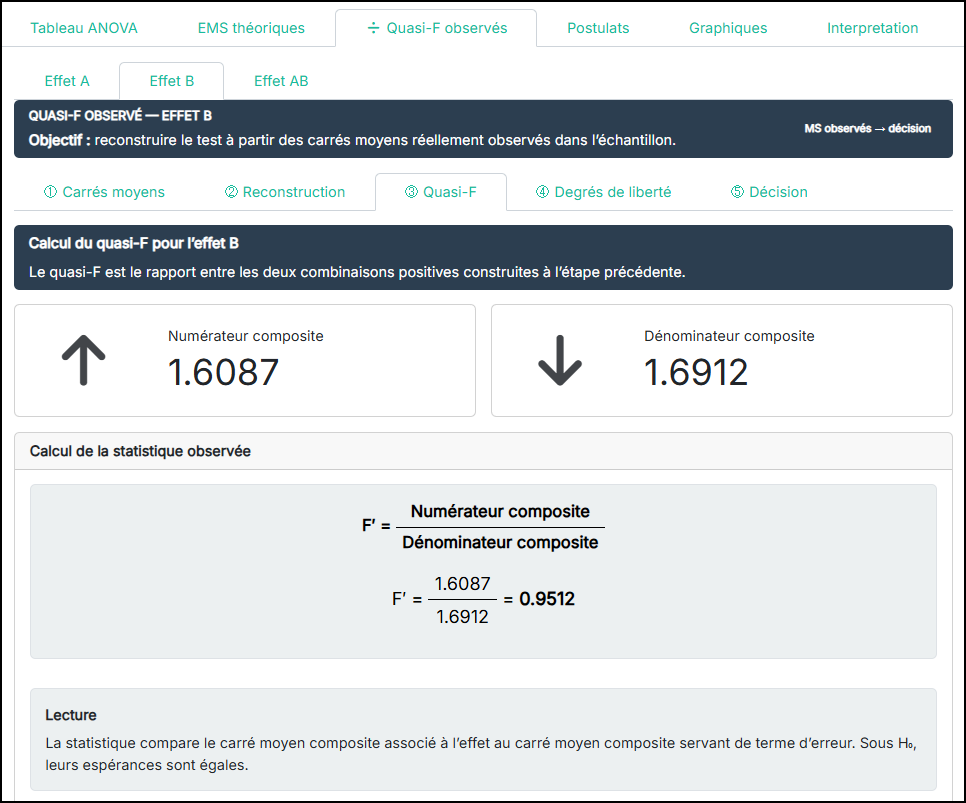 Tableau ANOVA EMS théoriques ÷ Quasi-F observés Postulats Graphiques Interpretation
Effet A Effet B Effet AB
QUASI-F OBSERVÉ — EFFET B
Objectif : reconstruire le test à partir des carrés moyens réellement observés dans l’échantillon.
MS observés → décision
① Carrés moyens ② Reconstruction ③ Quasi-F ④ Degrés de liberté ⑤ Décision
Calcul du quasi-F pour l’effet B
Le quasi-F est le rapport entre les deux combinaisons positives construites à l’étape précédente.
Numérateur composite
1.6087
Dénominateur composite
1.6912
Calcul de la statistique observée
F′ = Numérateur composite
Dénominateur composite
F′ = 1.6087 = 0.9512
1.6912
Lecture
La statistique compare le carré moyen composite associé à l’effet au carré moyen composite servant de terme d’erreur. Sous H₀,
leurs espérances sont égales.